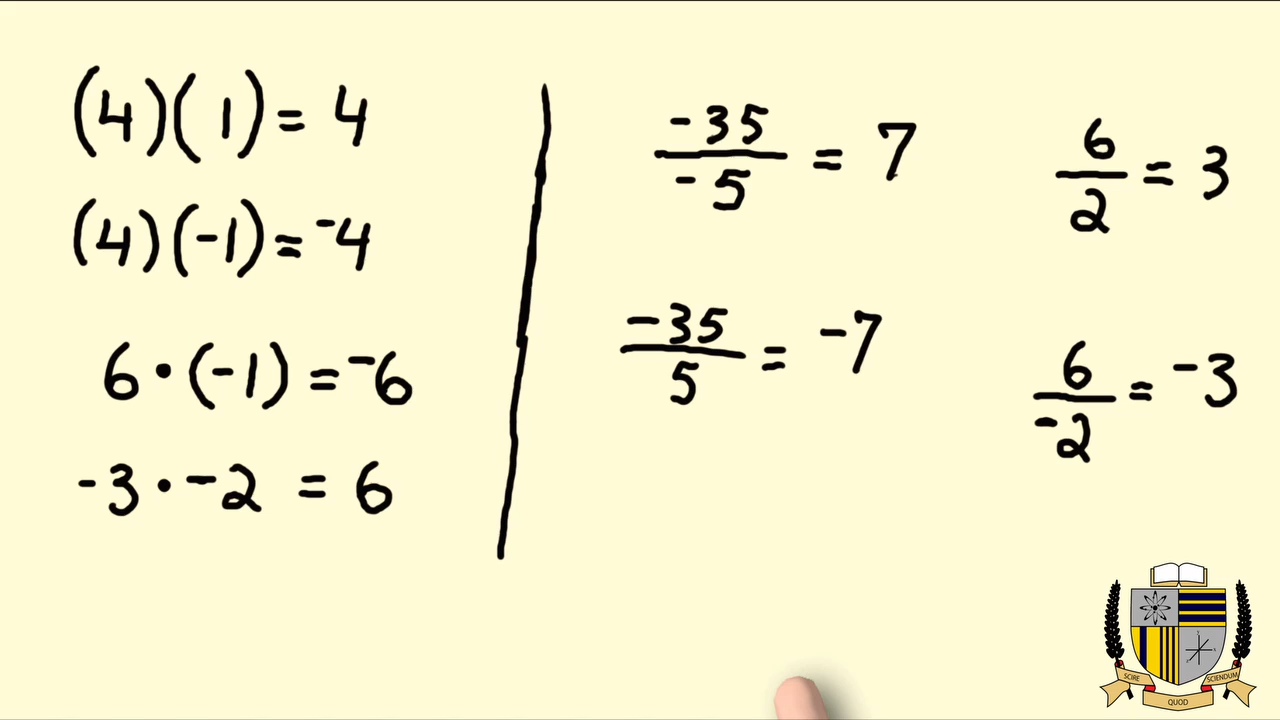 (4)(1) = 4
(4)(-1) = -4
6 · (-1) = -6
-3 · -2 = 6
-35/-5 = 7
6/2 = 3
-35/5 = -7
6/-2 = -3
SCIRE QUOD SCIENDUM